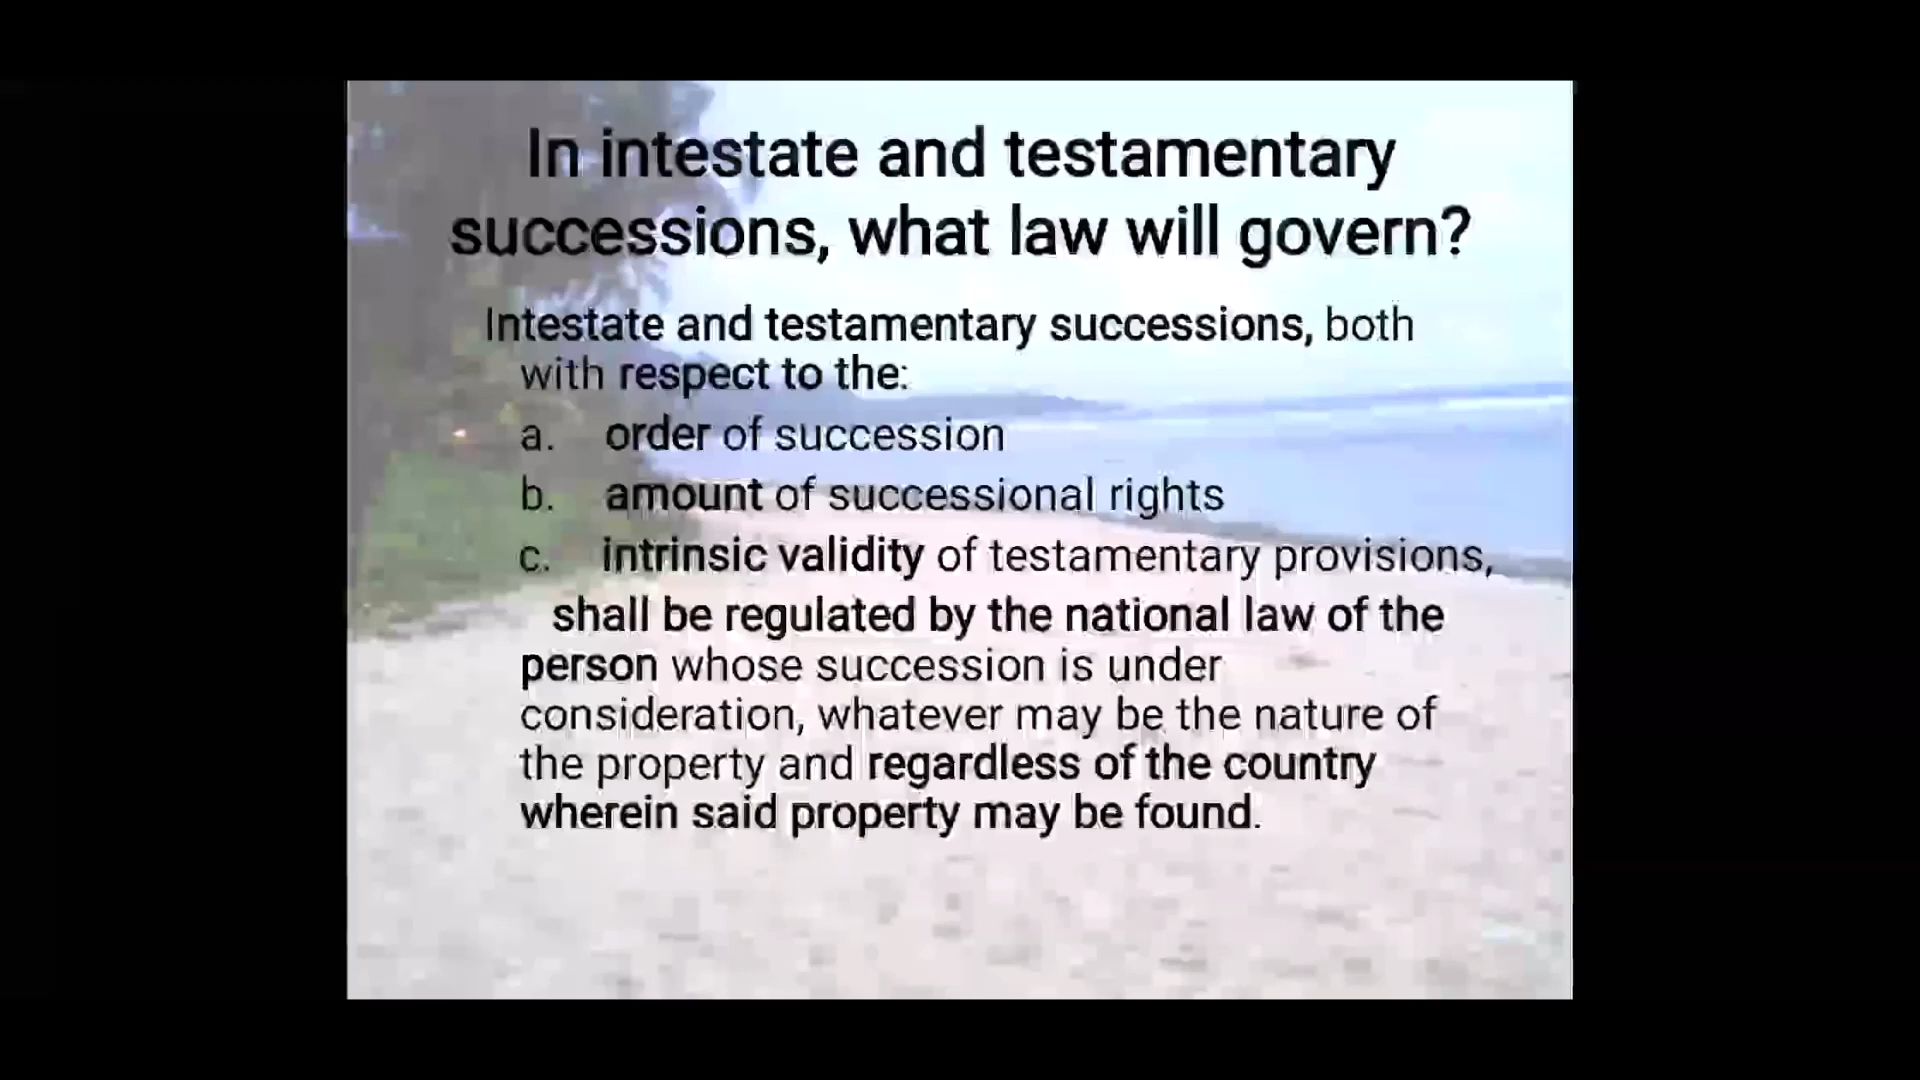 In intestate and testamentary
successions, what law will govern?
Intestate and testamentary successions, both
with respect to the:
a. order of succession
b. amount of successional rights
c. intrinsic validity of testamentary provisions,
shall be regulated by the national law of the
person whose succession is under
consideration, whatever may be the nature of
the property and regardless of the country
wherein said property may be found.